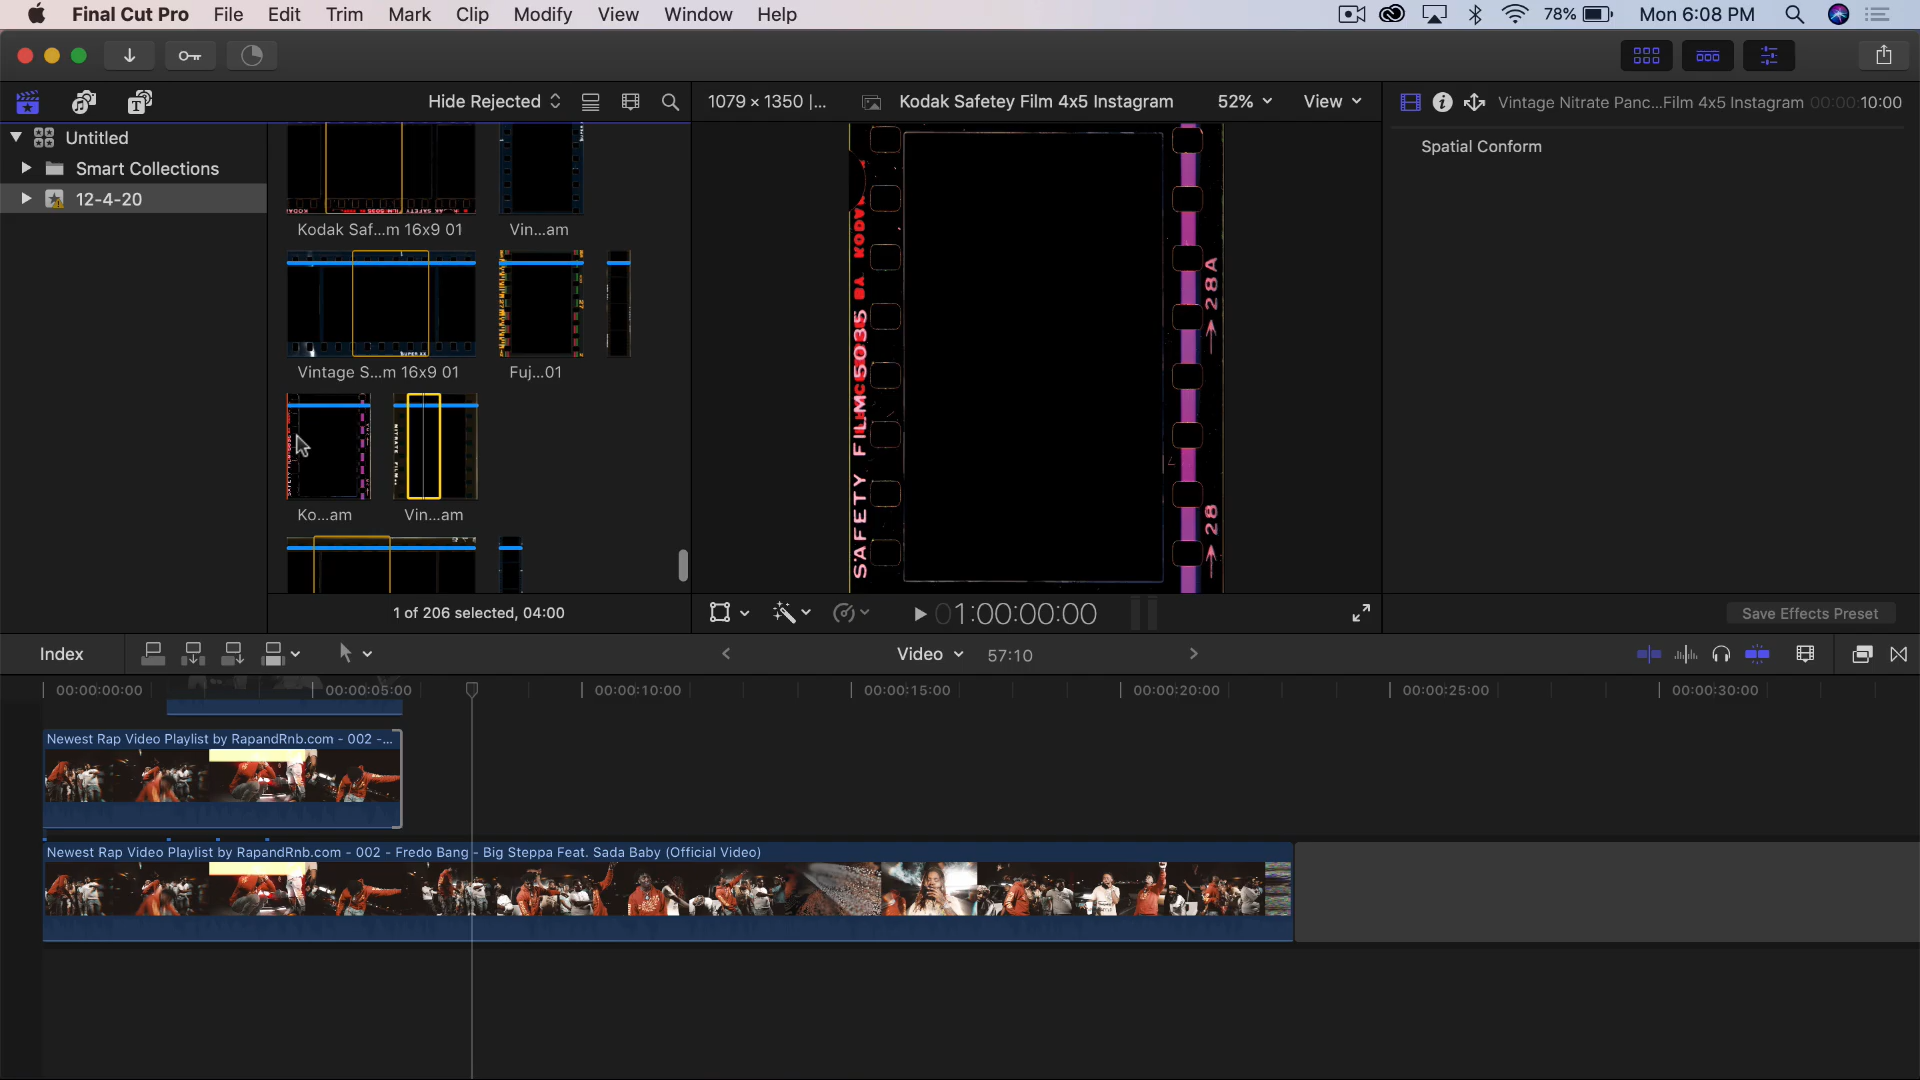 Final Cut Pro File Edit Trim Mark Clip Modify View Window Help 78% Mon 6:08 PM
Hide Rejected 1079 × 1350 |... Kodak Safetey Film 4x5 Instagram 52% View Vintage Nitrate Panc...Film 4x5 Instagram 00:00:10:00
Untitled
Smart Collections
12-4-20
Kodak Saf...m 16x9 01 Vin...am
Vintage S...m 16x9 01 Fuj...01
Ko...am Vin...am
1 of 206 selected, 04:00
SAFETY FILM 5035
28A
28
Spatial Conform
01:00:00:00
Save Effects Preset
Index Video 57:10
00:00:00:00 00:00:05:00 00:00:10:00 00:00:15:00 00:00:20:00 00:00:25:00 00:00:30:00
Newest Rap Video Playlist by RapandRnb.com - 002 -...
Newest Rap Video Playlist by RapandRnb.com - 002 - Fredo Bang - Big Steppa Feat. Sada Baby (Official Video)